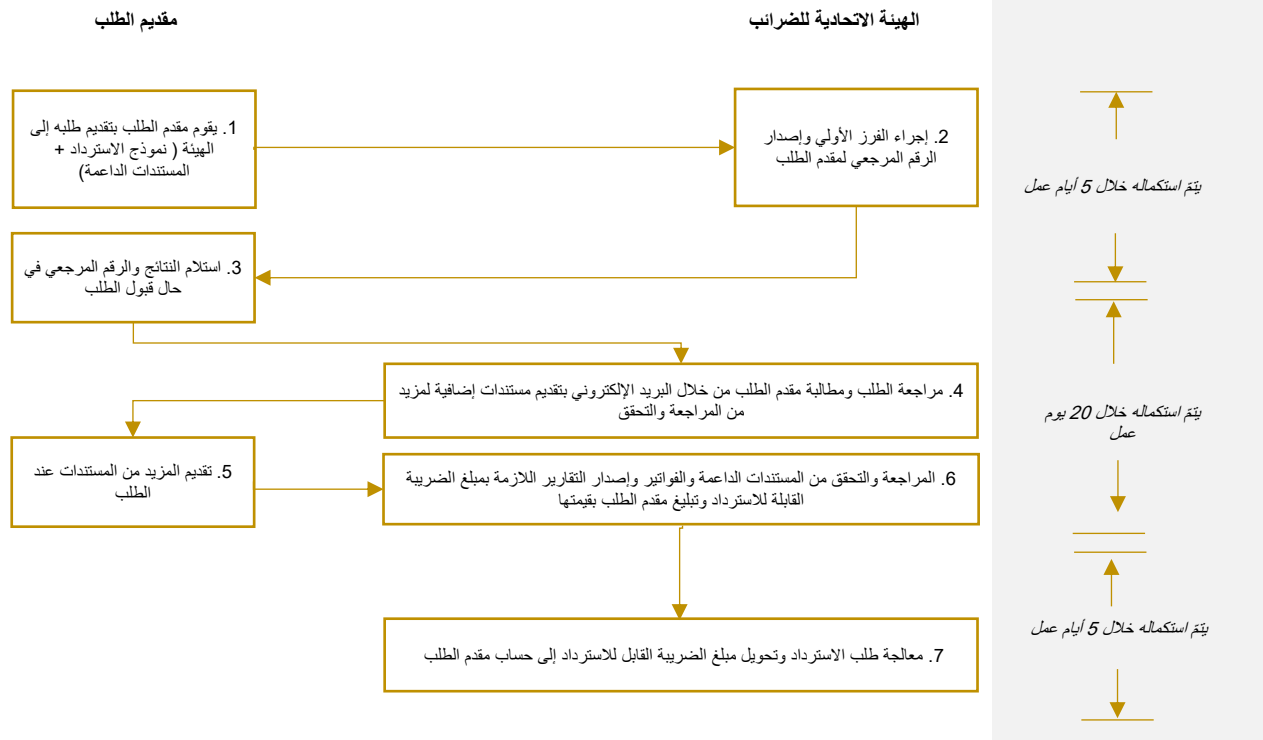 الهيئة الاتحادية للضرائب
مقديم الطلب
1. يقوم مقدم الطلب بتقديم طلبه إلى
الهيئة ( نموذج الاسترداد +
المستندات الداعمة)
2. إجراء الفرز الأولي وإصدار
الرقم المرجعي لمقدم الطلب
يتمّ استكماله خلال 5 أيام عمل
3. استلام النتائج والرقم المرجعي في
حال قبول الطلب
4. مراجعة الطلب ومطالبة مقدم الطلب من خلال البريد الإلكتروني بتقديم مستندات إضافية لمزيد
من المراجعة والتحقق
يتمّ استكماله خلال 20 يوم
عمل
5. تقديم المزيد من المستندات عند
الطلب
6. المراجعة والتحقق من المستندات الداعمة والفواتير وإصدار التقارير اللازمة بمبلغ الضريبة
القابلة للاسترداد وتبليغ مقدم الطلب بقيمتها
7. معالجة طلب الاسترداد وتحويل مبلغ الضريبة القابل للاسترداد إلى حساب مقدم الطلب
يتمّ استكماله خلال 5 أيام عمل